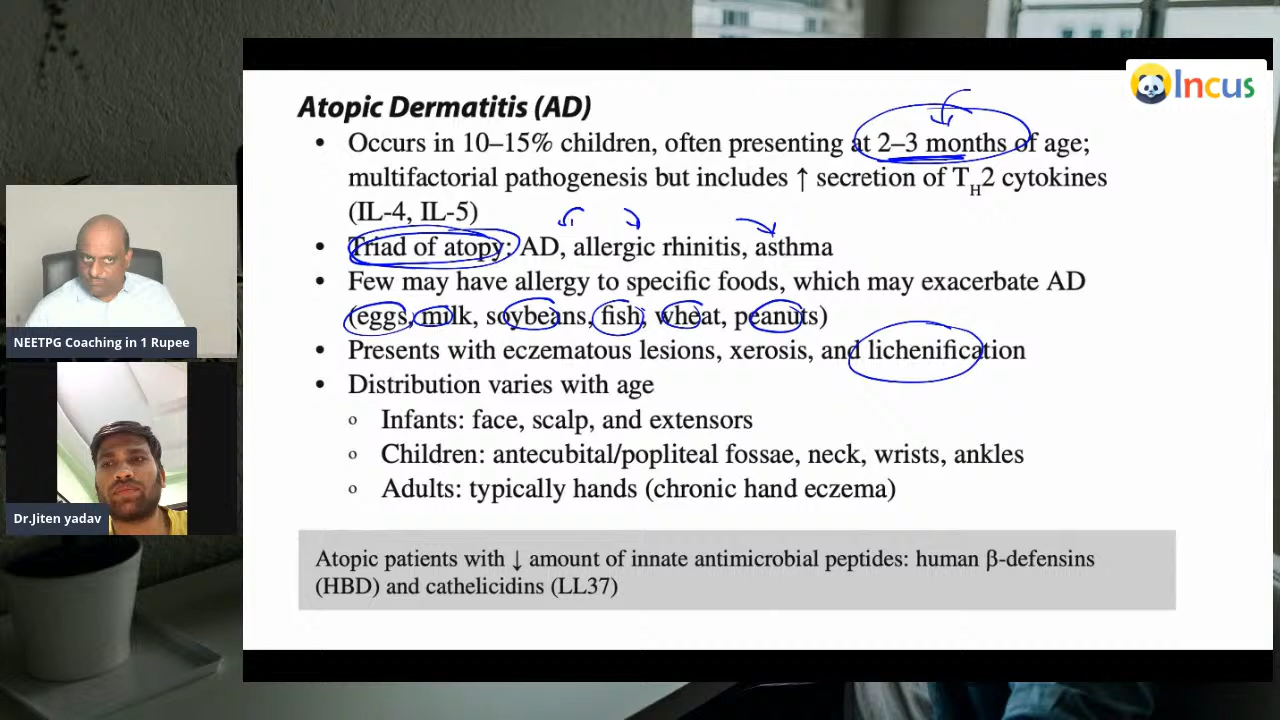 Incus
Atopic Dermatitis (AD)
• Occurs in 10–15% children, often presenting at 2–3 months of age;
multifactorial pathogenesis but includes ↑ secretion of TH2 cytokines
(IL-4, IL-5)
• Triad of atopy: AD, allergic rhinitis, asthma
• Few may have allergy to specific foods, which may exacerbate AD
(eggs, milk, soybeans, fish, wheat, peanuts)
• Presents with eczematous lesions, xerosis, and lichenification
• Distribution varies with age
o Infants: face, scalp, and extensors
o Children: antecubital/popliteal fossae, neck, wrists, ankles
o Adults: typically hands (chronic hand eczema)
Atopic patients with ↓ amount of innate antimicrobial peptides: human β-defensins
(HBD) and cathelicidins (LL37)
NEETPG Coaching in 1 Rupee
Dr.Jiten yadav